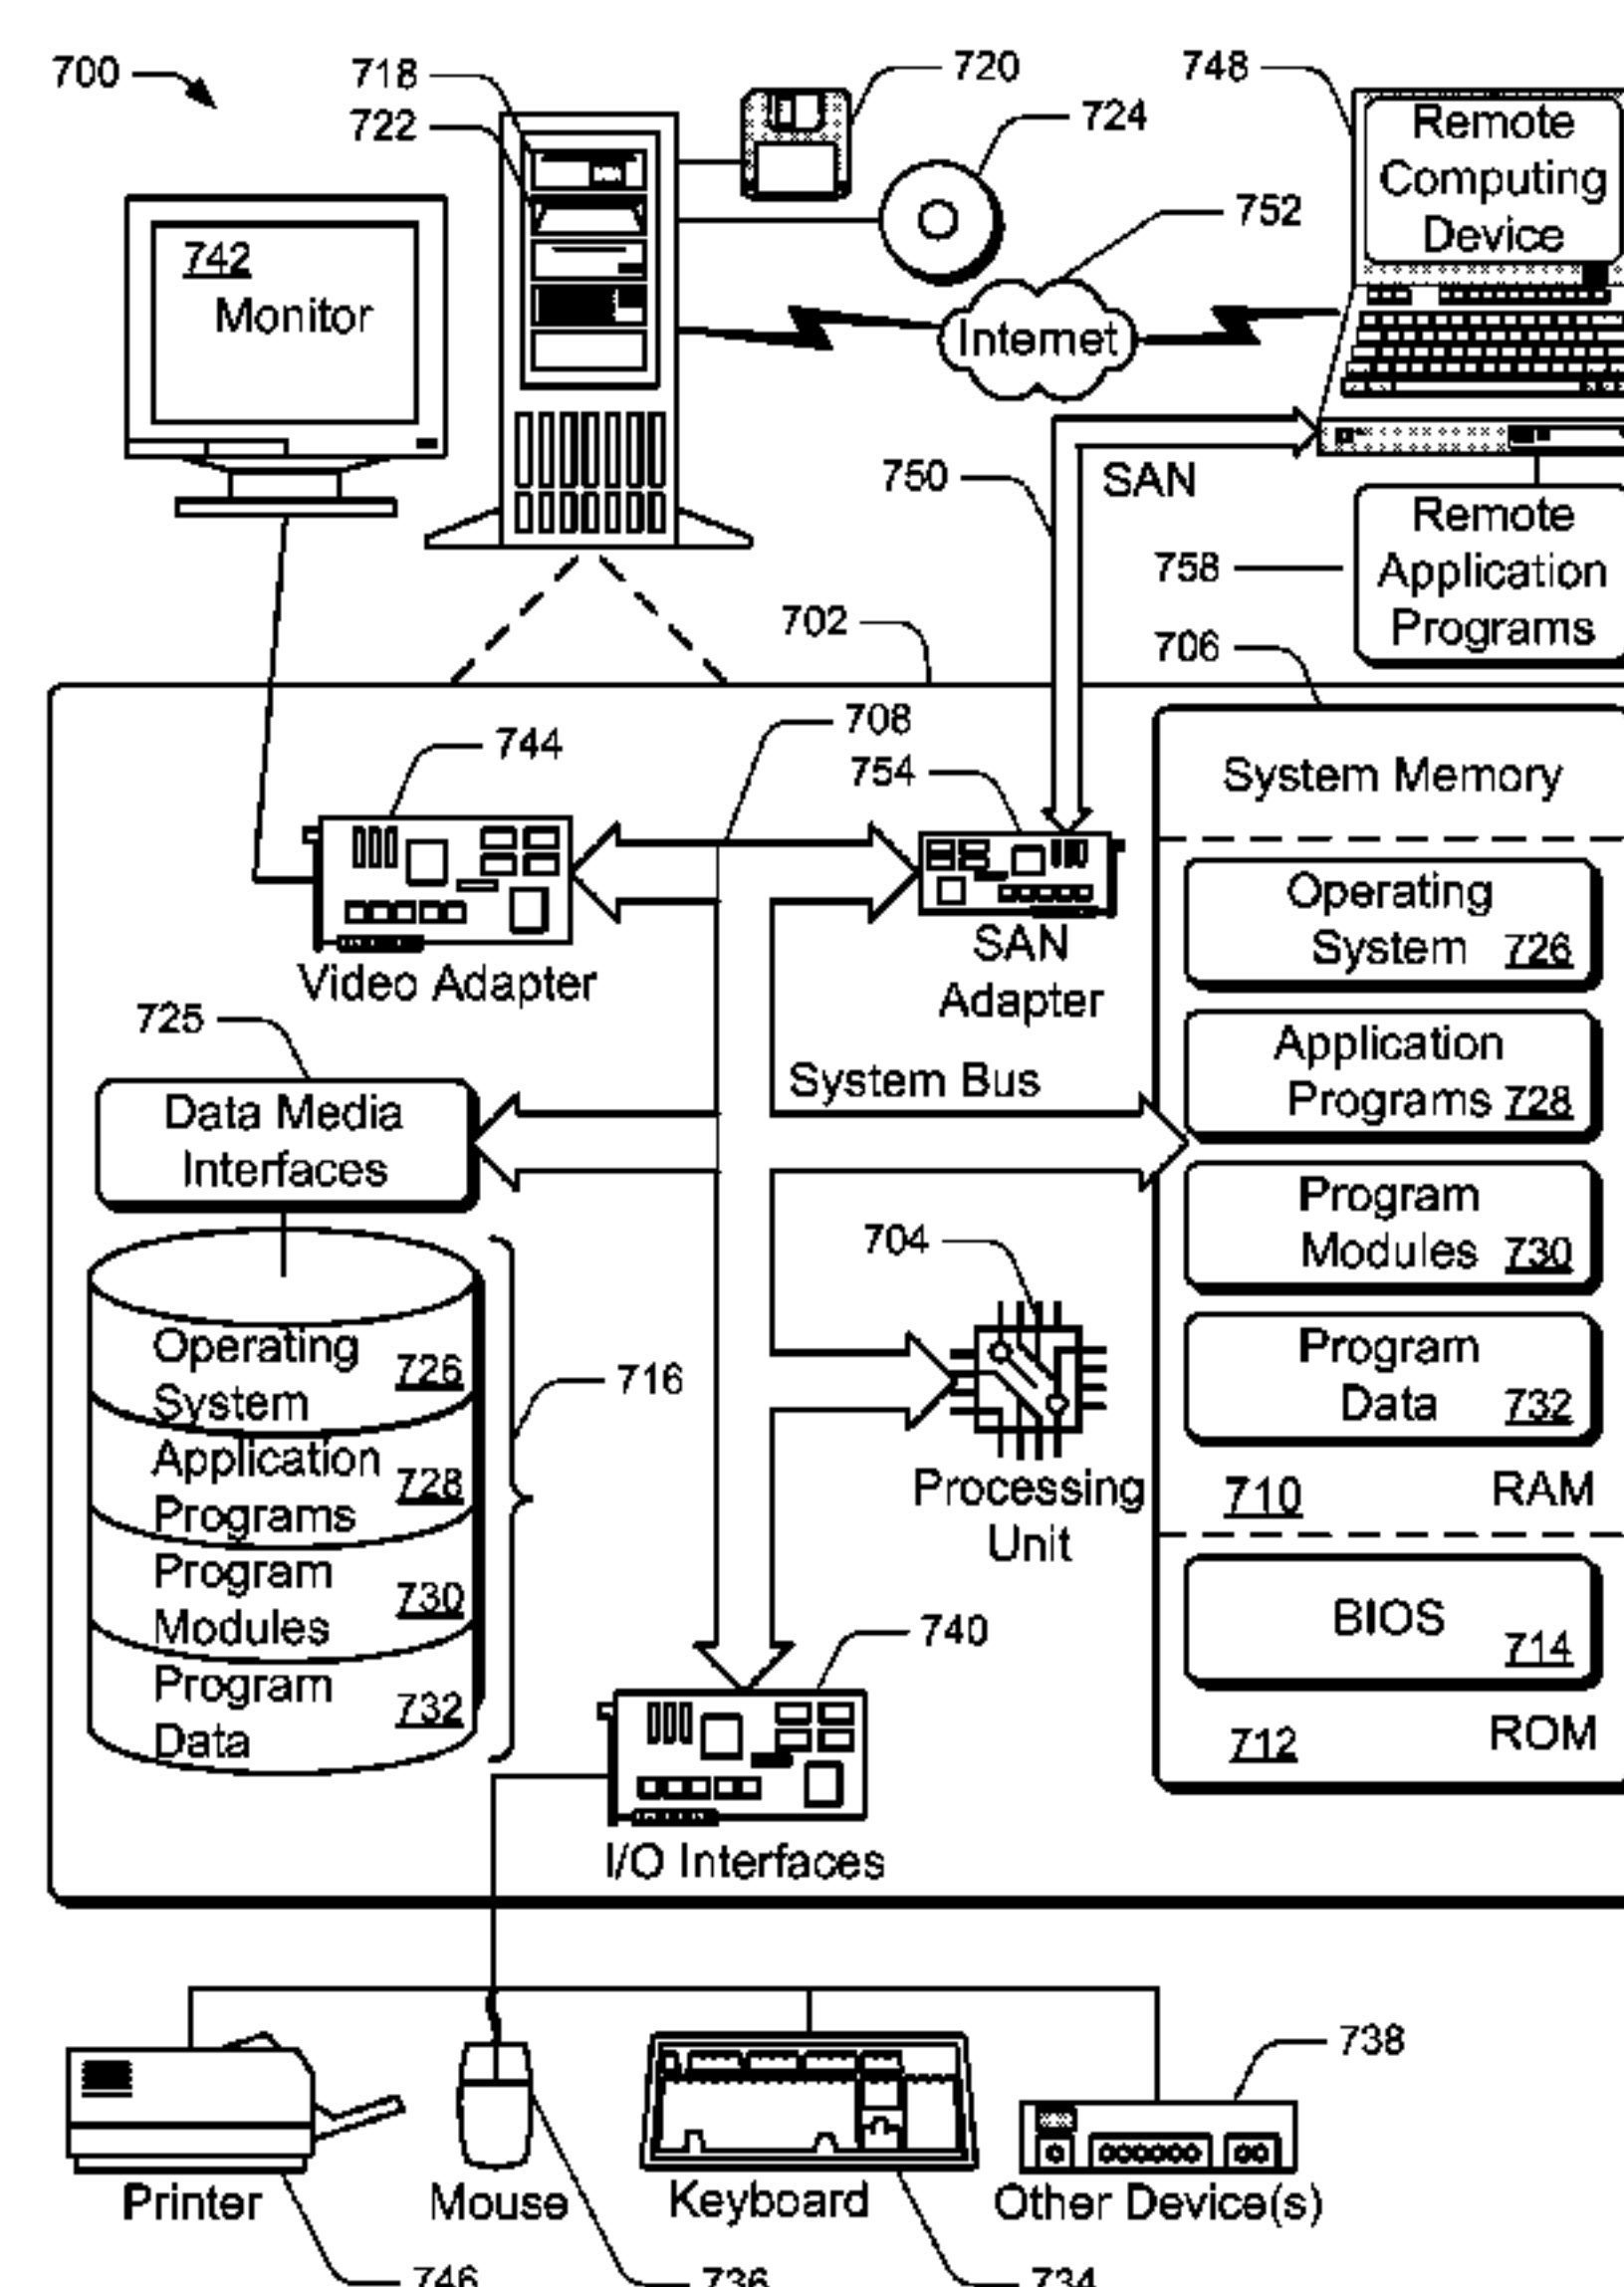 700
718
720
748
722
724
Remote
Computing
Device
752
742
Monitor
Internet
750
SAN
Remote
Application
Programs
758
702
706
708
744
754
System Memory
Operating
System 726
Video Adapter
SAN
Adapter
725
Application
Programs 728
System Bus
Data Media
Interfaces
Program
Modules 730
704
Program
Data 732
Operating
System 726
716
Application
Programs 728
Processing
Unit
710 RAM
Program
Modules 730
BIOS
714
740
Program
Data 732
712 ROM
I/O Interfaces
738
Printer
Mouse
Keyboard
Other Device(s)
746
736
734